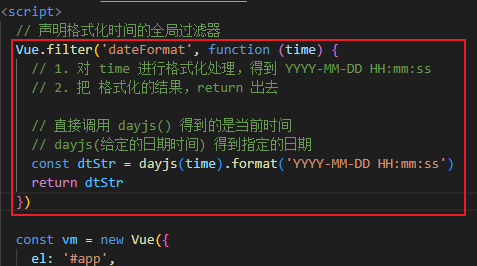 <script>
// 声明格式化时间的全局过滤器
Vue.filter('dateFormat', function (time) {
// 1. 对 time 进行格式化处理，得到 YYYY-MM-DD HH:mm:ss
// 2. 把 格式化的结果，return 出去
// 直接调用 dayjs() 得到的是当前时间
// dayjs(给定的日期时间) 得到指定的日期
const dtStr = dayjs(time).format('YYYY-MM-DD HH:mm:ss')
return dtStr
})
const vm = new Vue({
el: '#app',